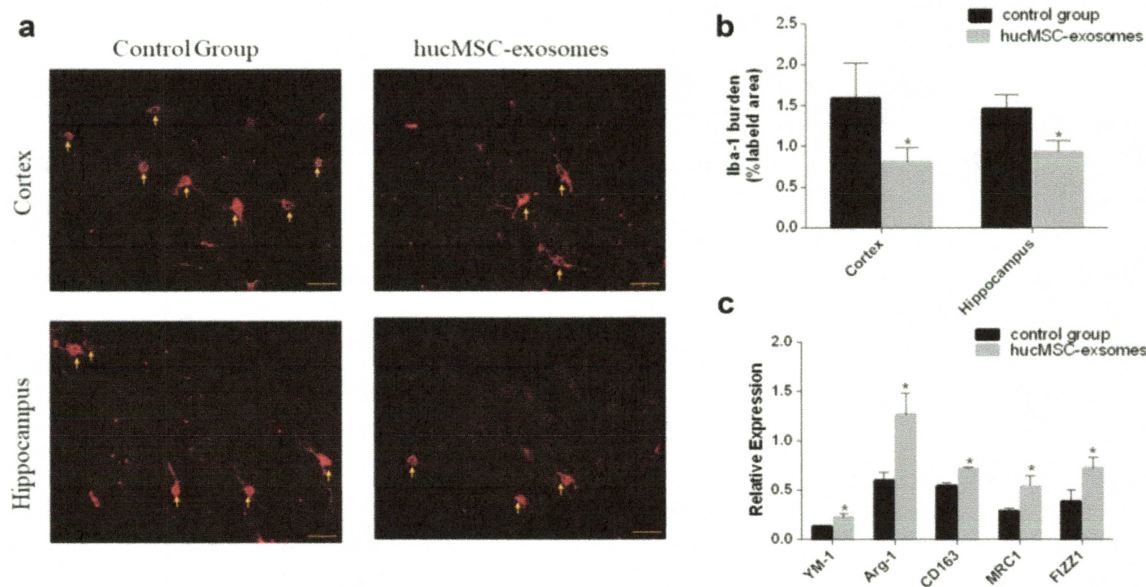 a
Control Group
hucMSC-exosomes
Cortex
Hippocampus
b
control group
hucMSC-exosomes
Iba-1 burden
(% labeld area)
2.5
2.0
1.5
1.0
0.5
0.0
*
*
Cortex
Hippocampus
c
control group
hucMSC-exsomes
Relative Expression
2.0
1.5
1.0
0.5
0.0
*
*
*
*
*
YM-1
Arg-1
CD163
MRC1
FIZZ1